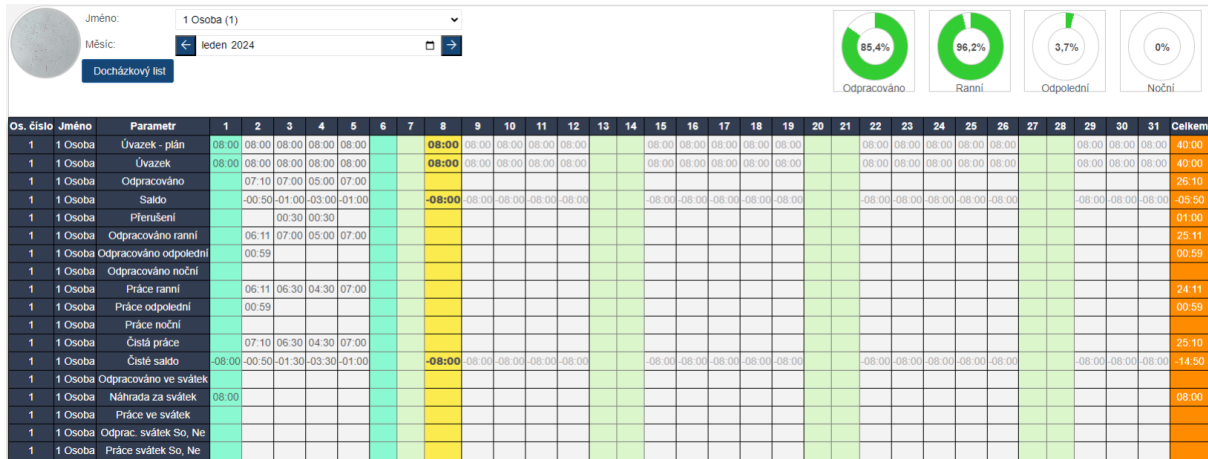 Jméno: 1 Osoba (1)
Měsíc: leden 2024
Docházkový list
85,4% 96,2% 3,7% 0%
Odpracováno Ranní Odpolední Noční
Os. číslo Jméno Parametr 1 2 3 4 5 6 7 8 9 10 11 12 13 14 15 16 17 18 19 20 21 22 23 24 25 26 27 28 29 30 31 Celkem
1 1 Osoba Úvazek - plán 08:00 08:00 08:00 08:00 08:00 08:00 08:00 08:00 08:00 08:00 08:00 08:00 08:00 08:00 08:00 08:00 08:00 08:00 08:00 08:00 08:00 08:00 08:00 40:00
1 1 Osoba Úvazek 08:00 08:00 08:00 08:00 08:00 08:00 08:00 08:00 08:00 08:00 08:00 08:00 08:00 08:00 08:00 08:00 08:00 08:00 08:00 08:00 08:00 08:00 08:00 40:00
1 1 Osoba Odpracováno 07:10 07:00 05:00 07:00 26:10
1 1 Osoba Saldo -00:50 -01:00 -03:00 -01:00 -08:00 -08:00 -08:00 -08:00 -08:00 -08:00 -08:00 -08:00 -08:00 -08:00 -08:00 -08:00 -08:00 -08:00 -08:00 -08:00 -08:00 -08:00 -05:50
1 1 Osoba Přerušení 00:30 00:30 01:00
1 1 Osoba Odpracováno ranní 06:11 07:00 05:00 07:00 25:11
1 1 Osoba Odpracováno odpolední 00:59 00:59
1 1 Osoba Odpracováno noční
1 1 Osoba Práce ranní 06:11 06:30 04:30 07:00 24:11
1 1 Osoba Práce odpolední 00:59 00:59
1 1 Osoba Práce noční
1 1 Osoba Čistá práce 07:10 06:30 04:30 07:00 25:10
1 1 Osoba Čisté saldo -08:00 -00:50 -01:30 -03:30 -01:00 -08:00 -08:00 -08:00 -08:00 -08:00 -08:00 -08:00 -08:00 -08:00 -08:00 -08:00 -08:00 -08:00 -08:00 -08:00 -08:00 -08:00 -08:00 -14:50
1 1 Osoba Odpracováno ve svátek
1 1 Osoba Náhrada za svátek 08:00 08:00
1 1 Osoba Práce ve svátek
1 1 Osoba Odprac. svátek So, Ne
1 1 Osoba Práce svátek So, Ne